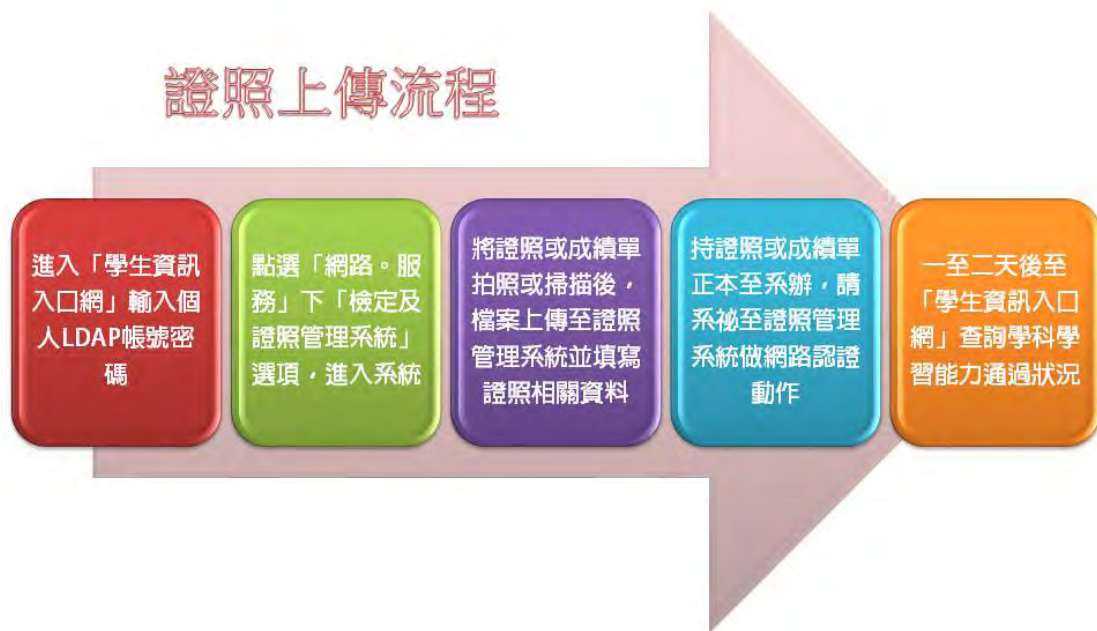 證照上傳流程
進入「學生資訊
入口網」輸入個
人LDAP帳號密
碼
點選「網路。服
務」下「檢定及
證照管理系統」
選項，進入系統
將證照或成績單
拍照或掃描後，
檔案上傳至證照
管理系統並填寫
證照相關資料
持證照或成績單
正本至系辦，請
系祕至證照管理
系統做網路認證
動作
一至二天後至
「學生資訊入口
網」查詢學科學
習能力通過狀況